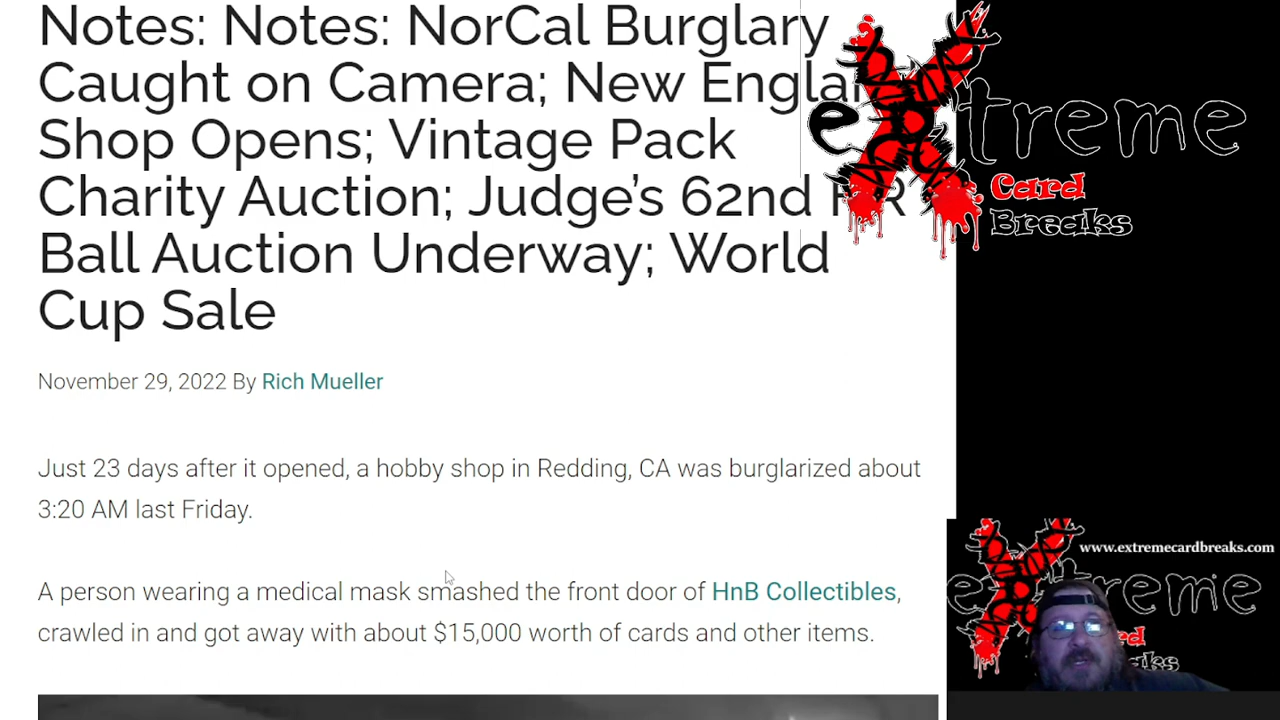 Notes: Notes: NorCal Burglary
Caught on Camera; New
Shop Opens; Vintage Pack
Charity Auction; Judge's 62nd
Ball Auction Underway; World
Cup Sale
November 29, 2022 By Rich Mueller
Just 23 days after it opened, a hobby shop in Redding, CA was burglarized about
3:20 AM last Friday.
A person wearing a medical mask smashed the front door of HnB Collectibles,
crawled in and got away with about $15,000 worth of cards and other items.
eXtreme
Card
Breaks
www.extremecardbreaks.com
eXtreme